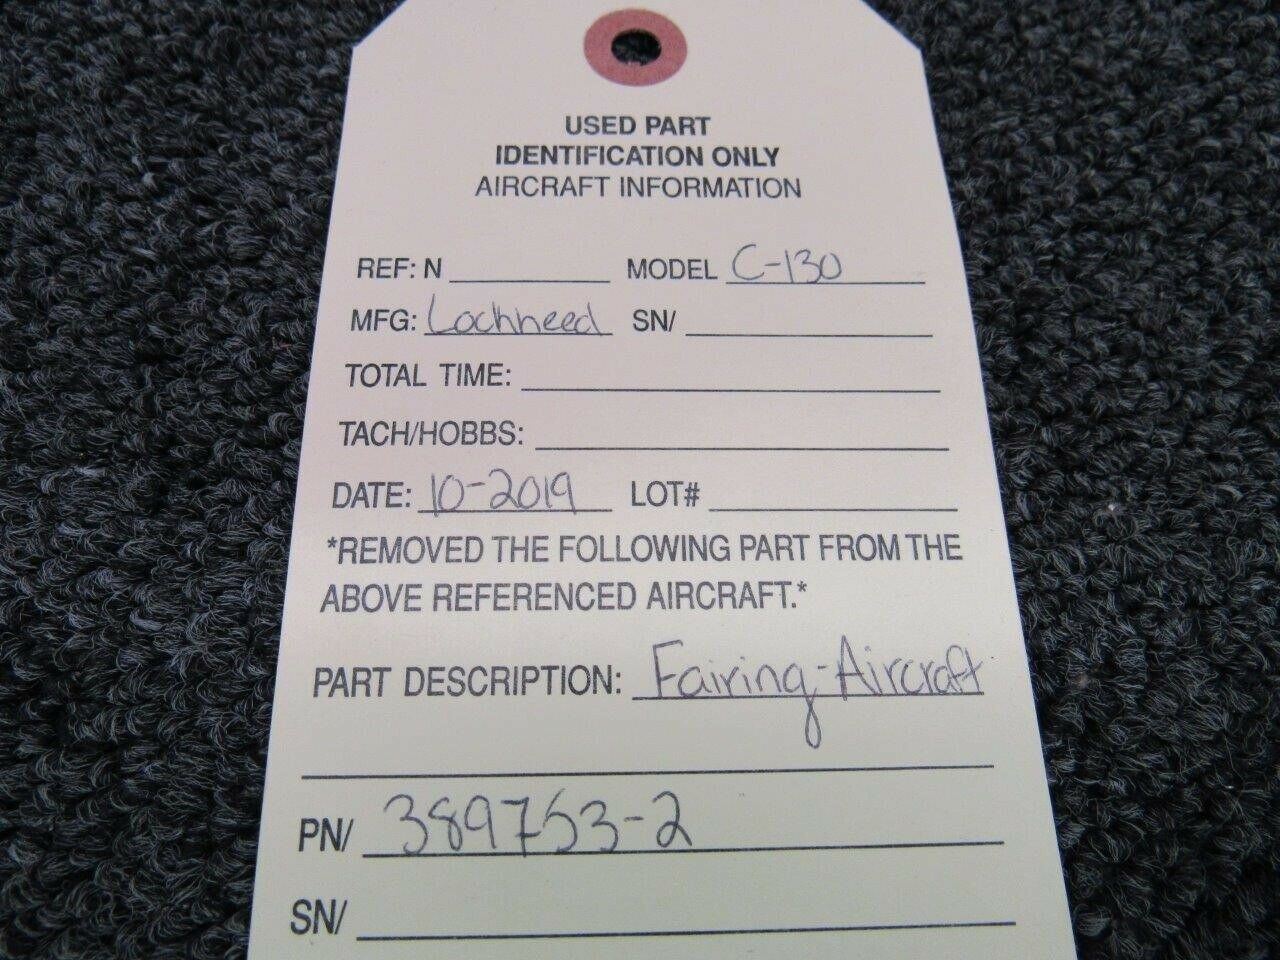 USED PART
IDENTIFICATION ONLY
AIRCRAFT INFORMATION
REF: N MODEL C-130
MFG: Lockheed SN/
TOTAL TIME:
TACH/HOBBS:
DATE: 10-2019 LOT#
*REMOVED THE FOLLOWING PART FROM THE
ABOVE REFERENCED AIRCRAFT.*
PART DESCRIPTION: Fairing-Aircraft
PN/ 389753-2
SN/